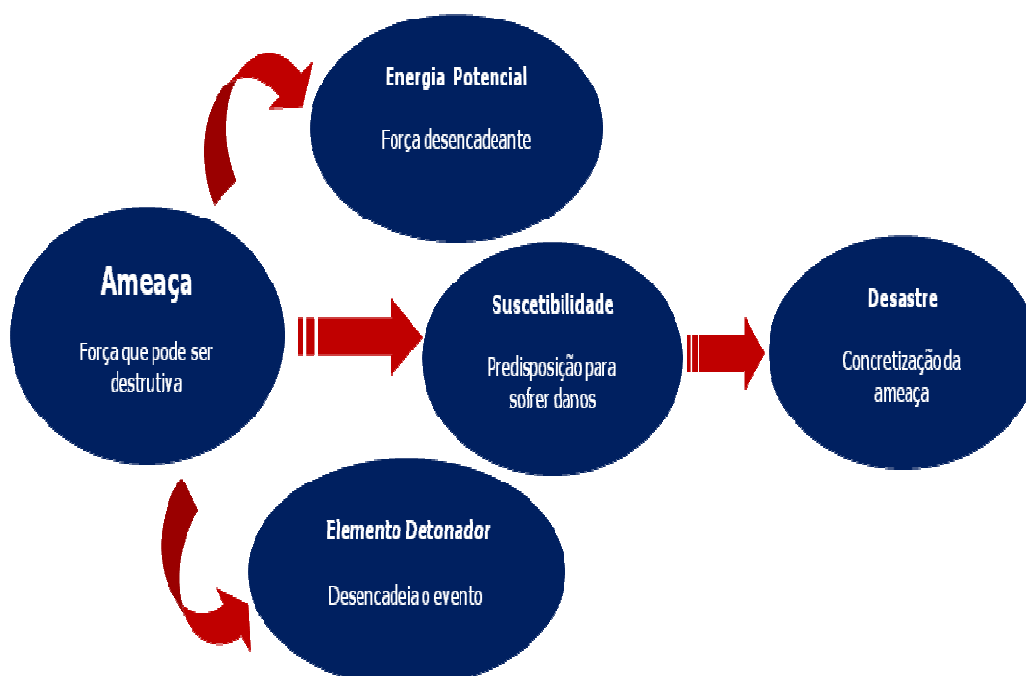 Energia Potencial
Força desencadeante
Ameaça
Força que pode ser
destrutiva
Suscetibilidade
Predisposição para
sofrer danos
Desastre
Concretização da
ameaça
Elemento Detonador
Desencadeia o evento